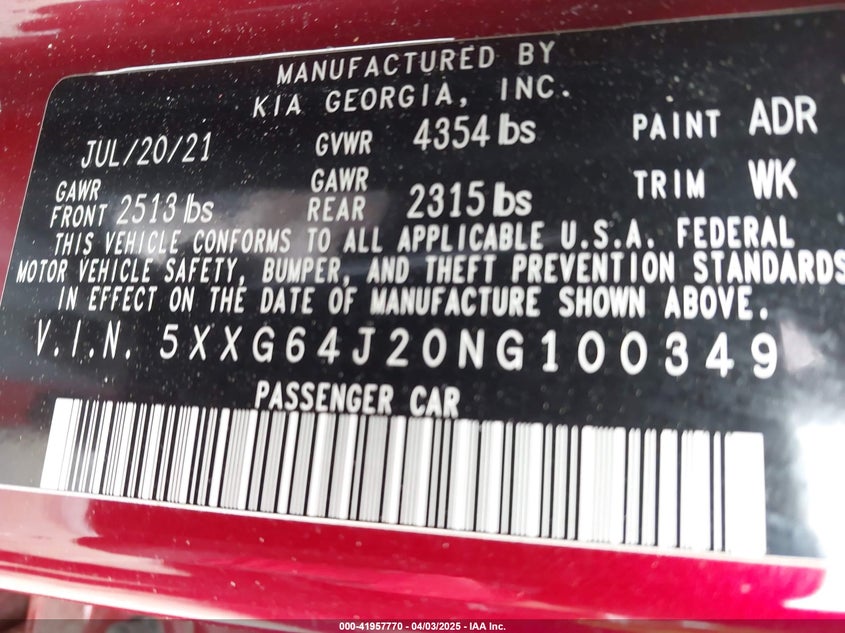 MANUFACTURED BY
KIA GEORGIA, INC.
JUL/20/21 GVWR 4354 lbs PAINT ADR
GAWR FRONT 2513 lbs GAWR REAR 2315 lbs TRIM WK
THIS VEHICLE CONFORMS TO ALL APPLICABLE U.S.A. FEDERAL
MOTOR VEHICLE SAFETY, BUMPER, AND THEFT PREVENTION STANDARDS
IN EFFECT ON THE DATE OF MANUFACTURE SHOWN ABOVE.
V.I.N. 5XXG64J20NG100349
PASSENGER CAR
000-41957770 | 04/03/2025 | IAA Inc.